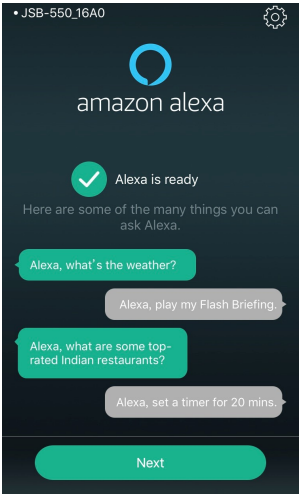 • JSB-550_16A0
amazon alexa
Alexa is ready
Here are some of the many things you can
ask Alexa.
Alexa, what's the weather?
Alexa, play my Flash Briefing.
Alexa, what are some top-
rated Indian restaurants?
Alexa, set a timer for 20 mins.
Next